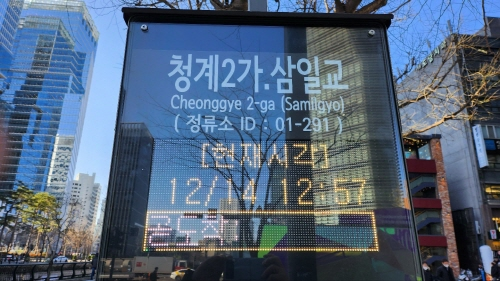 청계2가.삼일교
Cheonggye 2-ga (Samilgyo)
( 정류소 ID : 01-291 )
[현재시간]
12/ 4 12:57